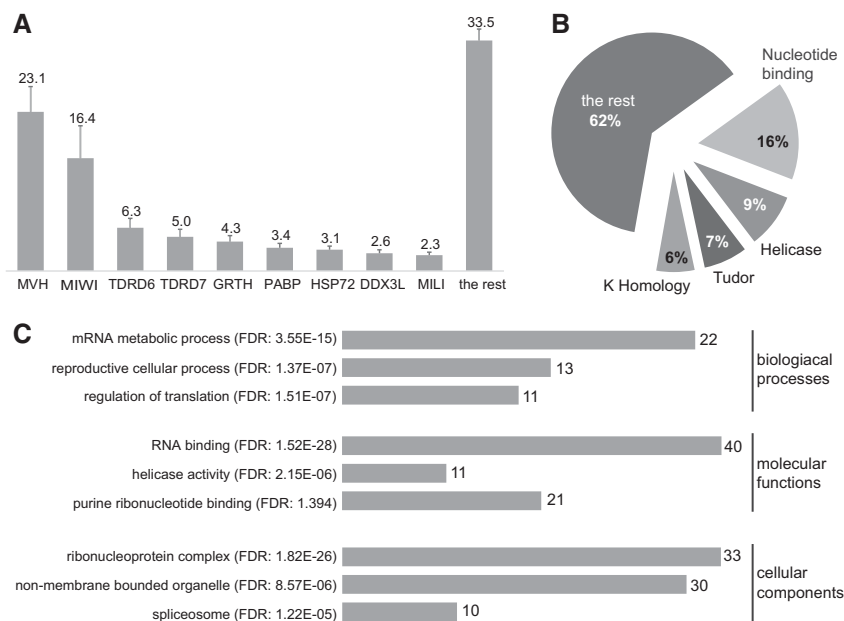 A
23.1
16.4
6.3
5.0
4.3
3.4
3.1
2.6
2.3
33.5
MVH MIWI TDRD6 TDRD7 GRTH PABP HSP72 DDX3L MILI the rest
B
the rest
62%
Nucleotide
binding
16%
9%
Helicase
7%
Tudor
6%
K Homology
C
mRNA metabolic process (FDR: 3.55E-15) 22
reproductive cellular process (FDR: 1.37E-07) 13
regulation of translation (FDR: 1.51E-07) 11
biologiacal
processes
RNA binding (FDR: 1.52E-28) 40
helicase activity (FDR: 2.15E-06) 11
purine ribonucleotide binding (FDR: 1.394) 21
molecular
functions
ribonucleoprotein complex (FDR: 1.82E-26) 33
non-membrane bounded organelle (FDR: 8.57E-06) 30
spliceosome (FDR: 1.22E-05) 10
cellular
components